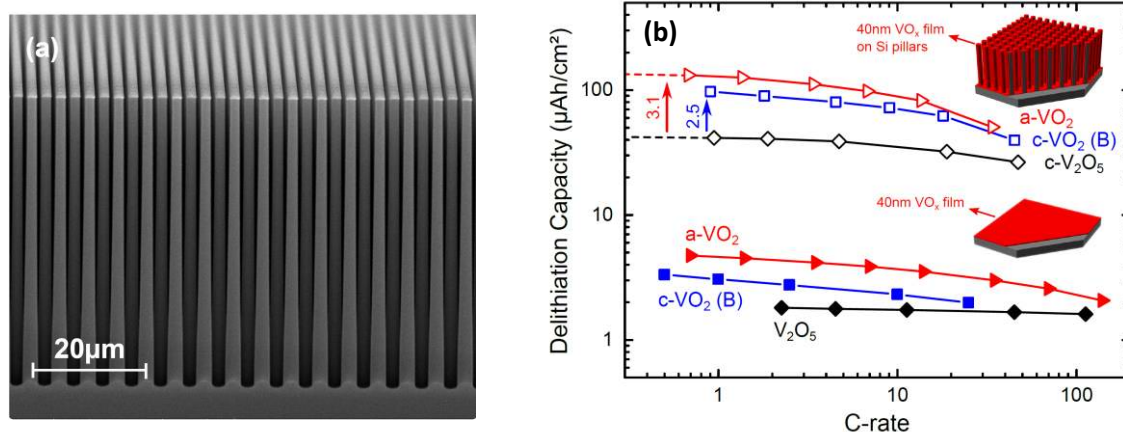 (a)
20µm
(b)
Delithiation Capacity (µAh/cm²)
100
10
1
3.1
2.5
40nm VOₓ film
on Si pillars
a-VO₂
c-VO₂ (B)
c-V₂O₅
40nm VOₓ film
a-VO₂
c-VO₂ (B)
V₂O₅
1
10
100
C-rate